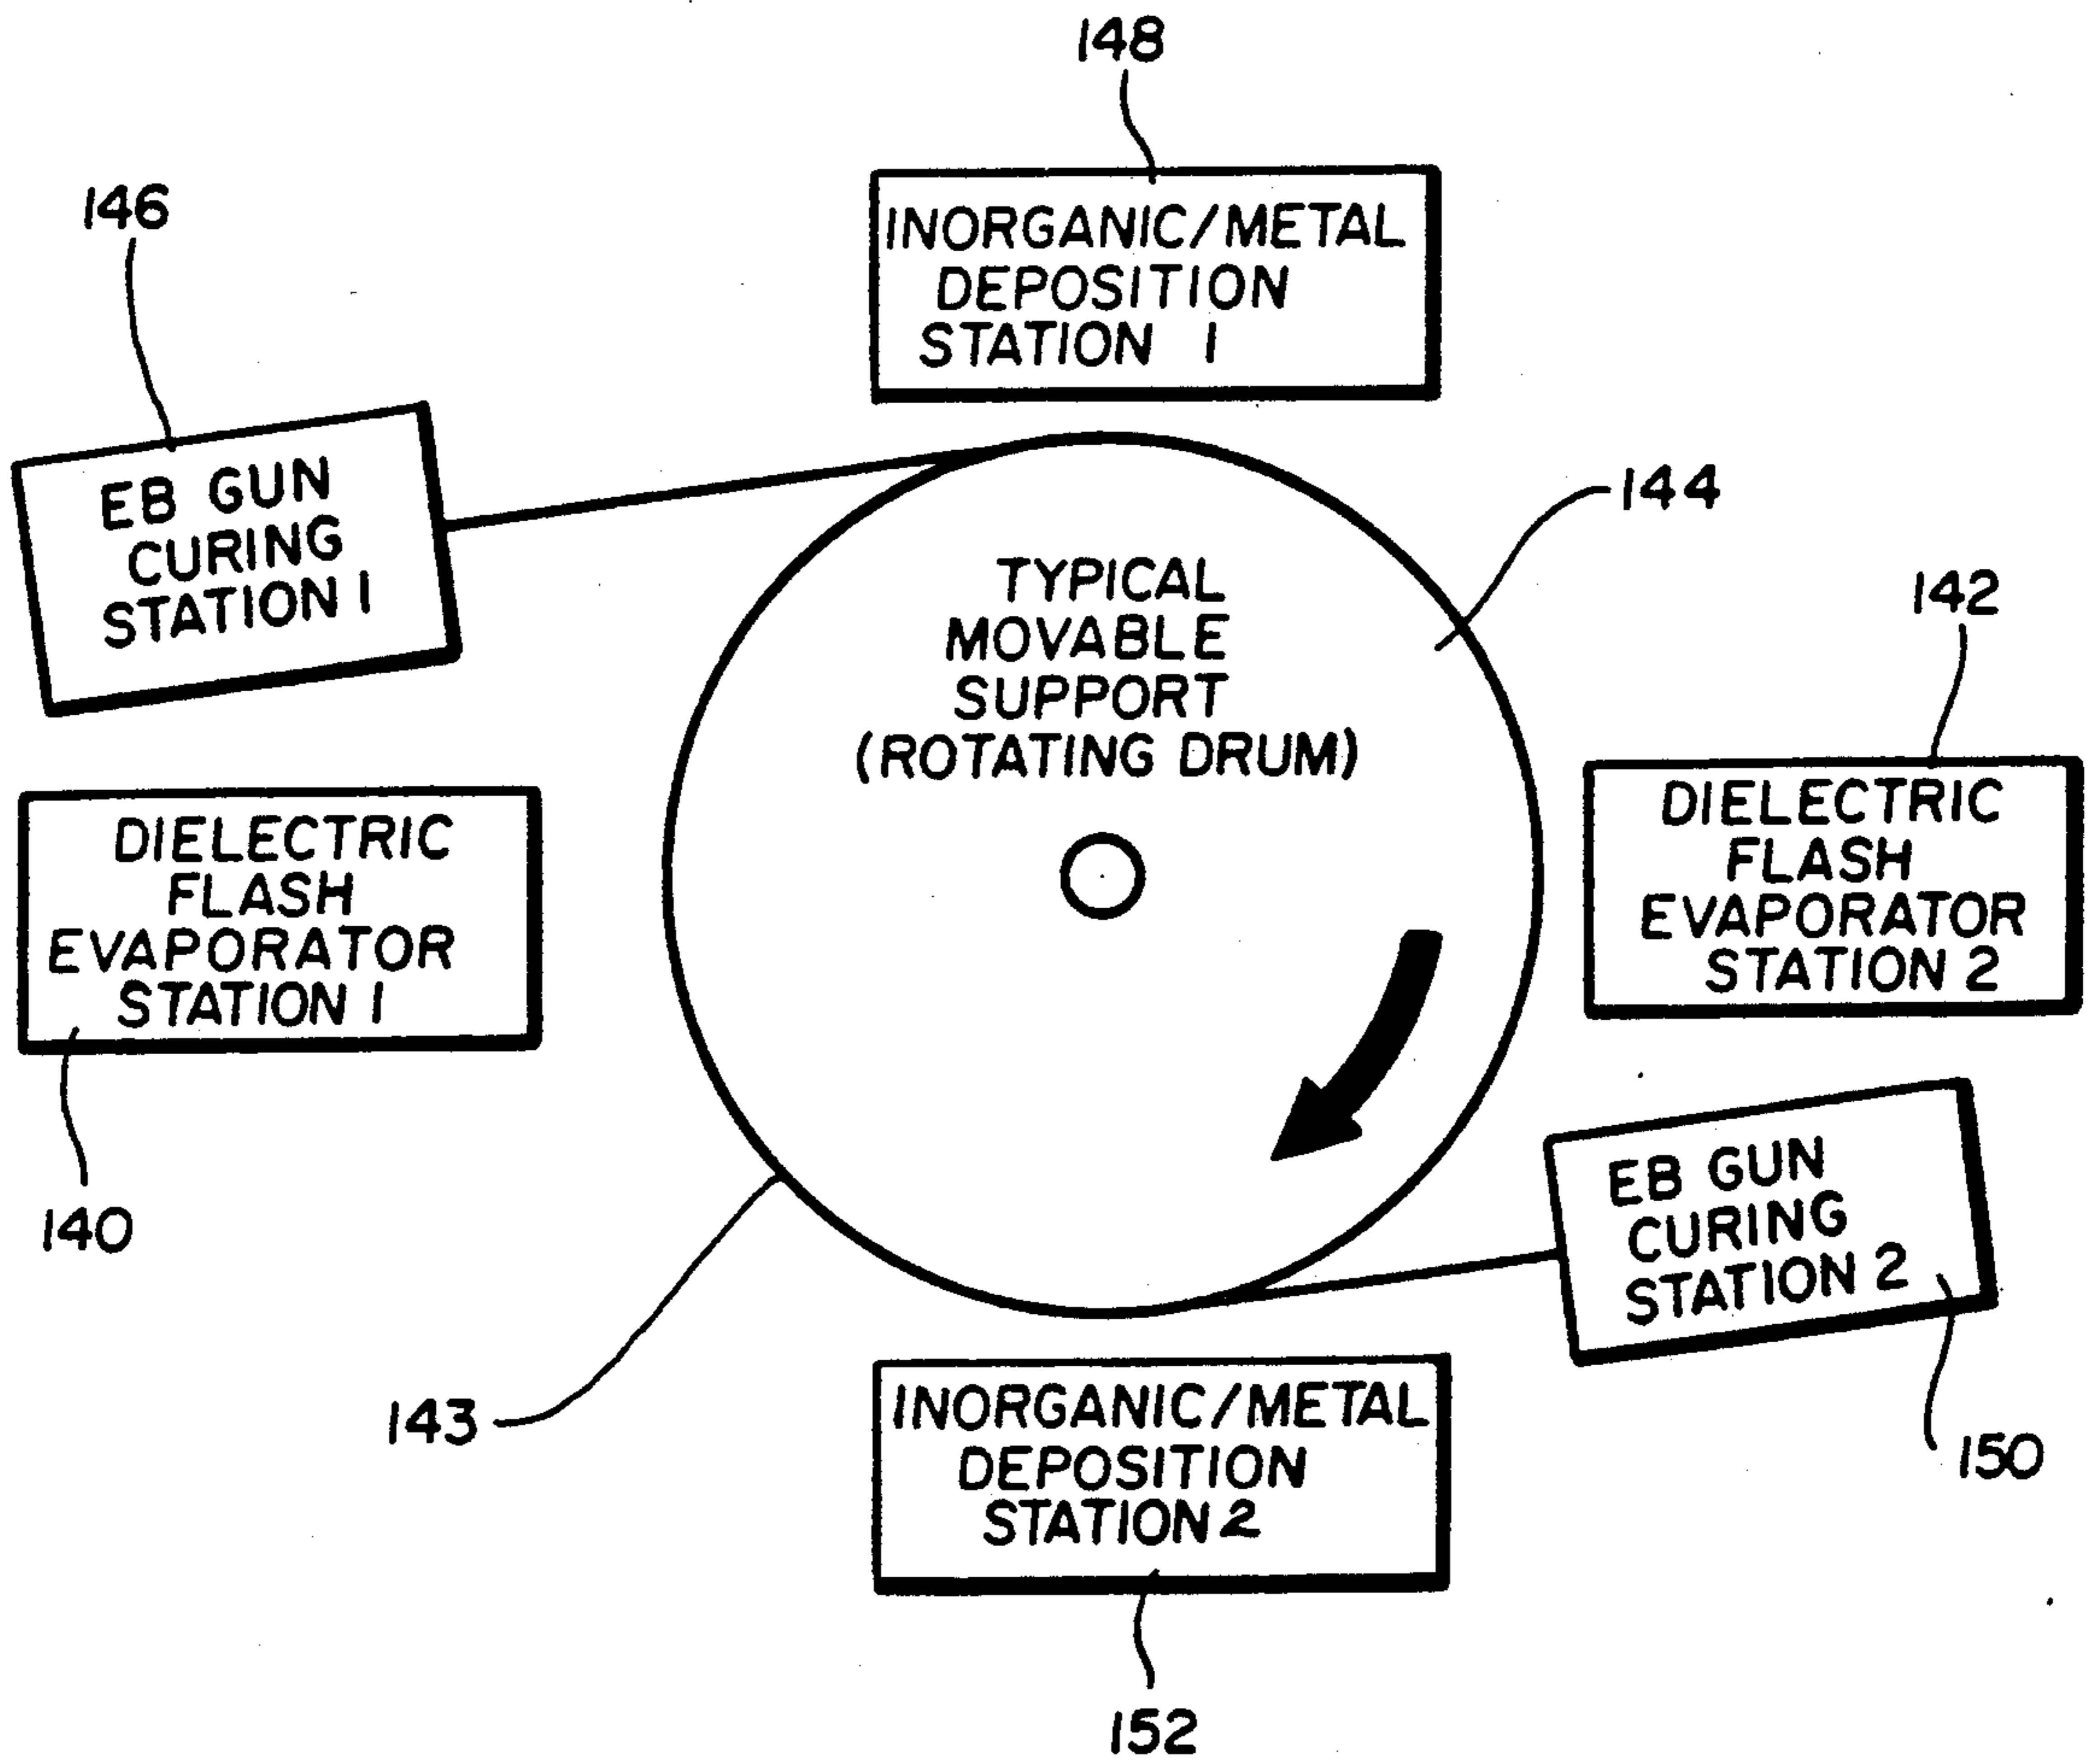 148
INORGANIC/METAL
DEPOSITION
STATION 1
146
EB GUN
CURING
STATION 1
144
TYPICAL
MOVABLE
SUPPORT
(ROTATING DRUM)
142
DIELECTRIC
FLASH
EVAPORATOR
STATION 2
DIELECTRIC
FLASH
EVAPORATOR
STATION 1
140
EB GUN
CURING
STATION 2
150
143
INORGANIC/METAL
DEPOSITION
STATION 2
152